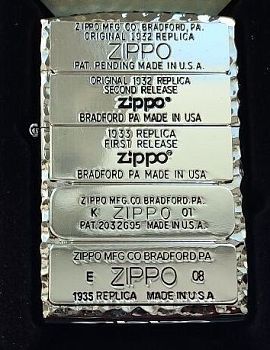 ZIPPO MFG. CO. BRADFORD, PA.
ORIGINAL 1932 REPLICA
ZIPPO
PAT. PENDING MADE IN U.S.A.
ORIGINAL 1932 REPLICA
SECOND RELEASE
zippo®
BRADFORD PA MADE IN USA
1933 REPLICA
FIRST RELEASE
zippo®
BRADFORD PA. MADE IN USA
ZIPPO MFG. CO. BRADFORD, PA.
K ZIPPO 01
PAT. 2032695 MADE IN U.S.A.
ZIPPO MFG CO. BRADFORD PA
E ZIPPO 08
1935 REPLICA MADE IN U.S.A